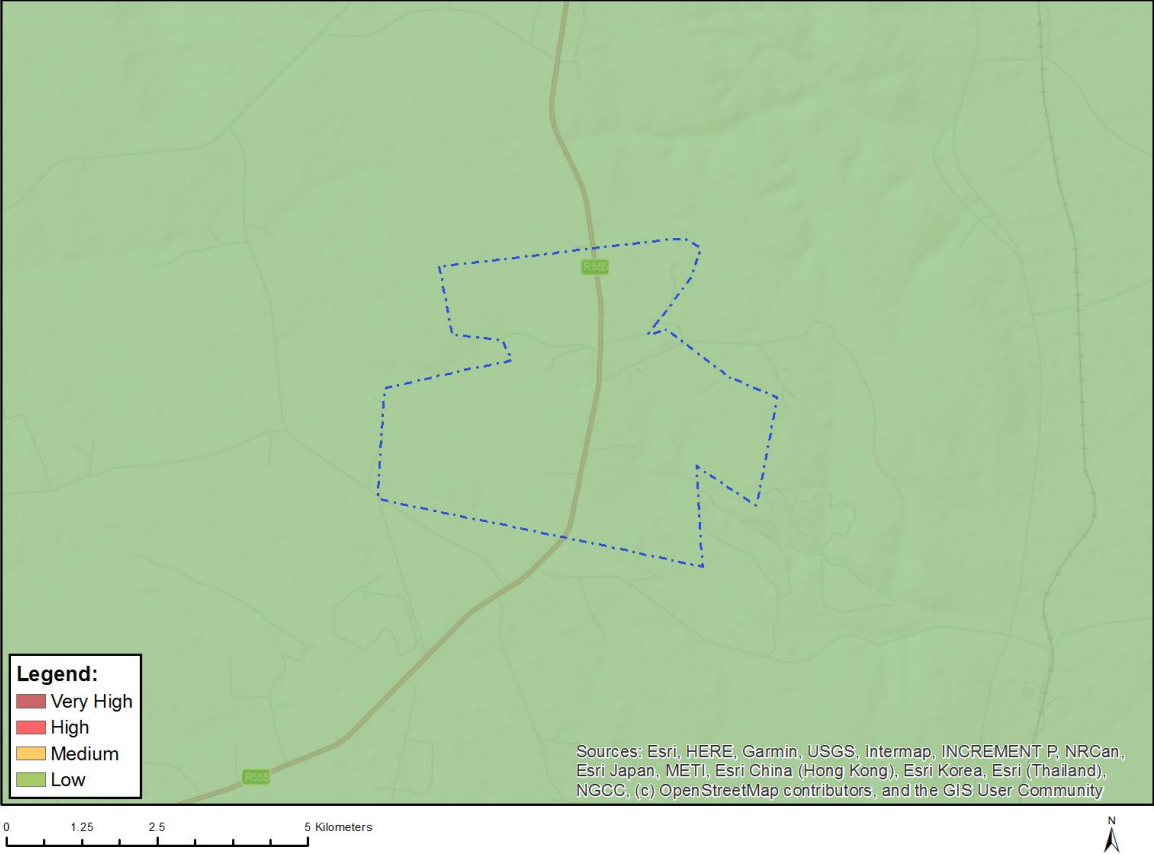 R555
R555
Legend:
Very High
High
Medium
Low
Sources: Esri, HERE, Garmin, USGS, Intermap, INCREMENT P, NRCan,
Esri Japan, METI, Esri China (Hong Kong), Esri Korea, Esri (Thailand),
NGCC, (c) OpenStreetMap contributors, and the GIS User Community
0 1.25 2.5 5 Kilometers
N